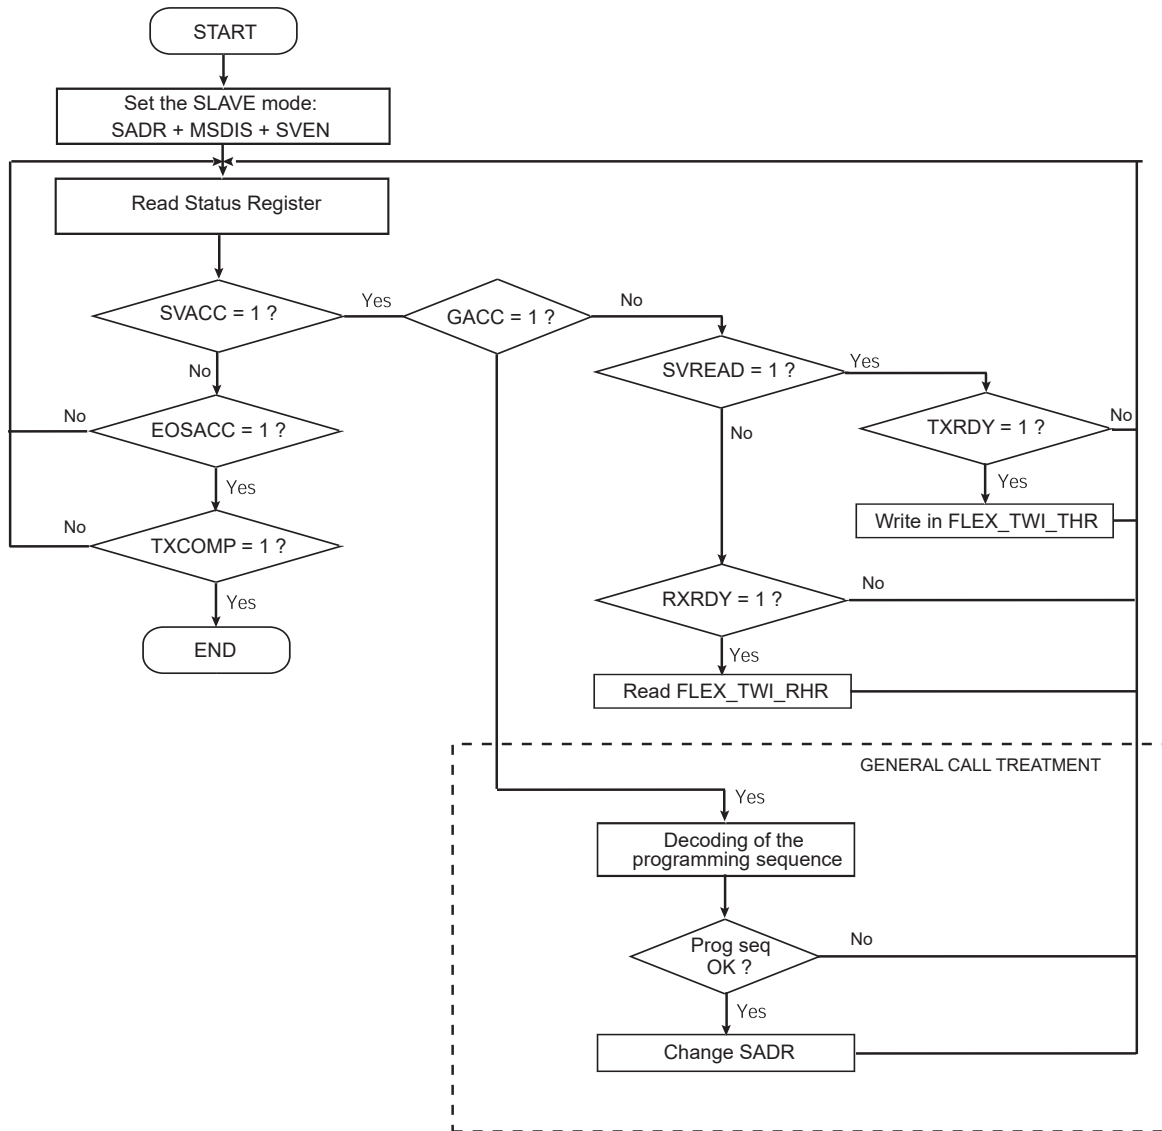 START
Set the SLAVE mode:
SADR + MSDIS + SVEN
Read Status Register
SVACC = 1 ?
Yes
GACC = 1 ?
No
SVREAD = 1 ?
Yes
No
EOSACC = 1 ?
No
TXRDY = 1 ?
No
No
Yes
Yes
Write in FLEX_TWI_THR
TXCOMP = 1 ?
No
Yes
RXRDY = 1 ?
No
END
Yes
Read FLEX_TWI_RHR
GENERAL CALL TREATMENT
Yes
Decoding of the
programming sequence
Prog seq
OK ?
No
Yes
Change SADR